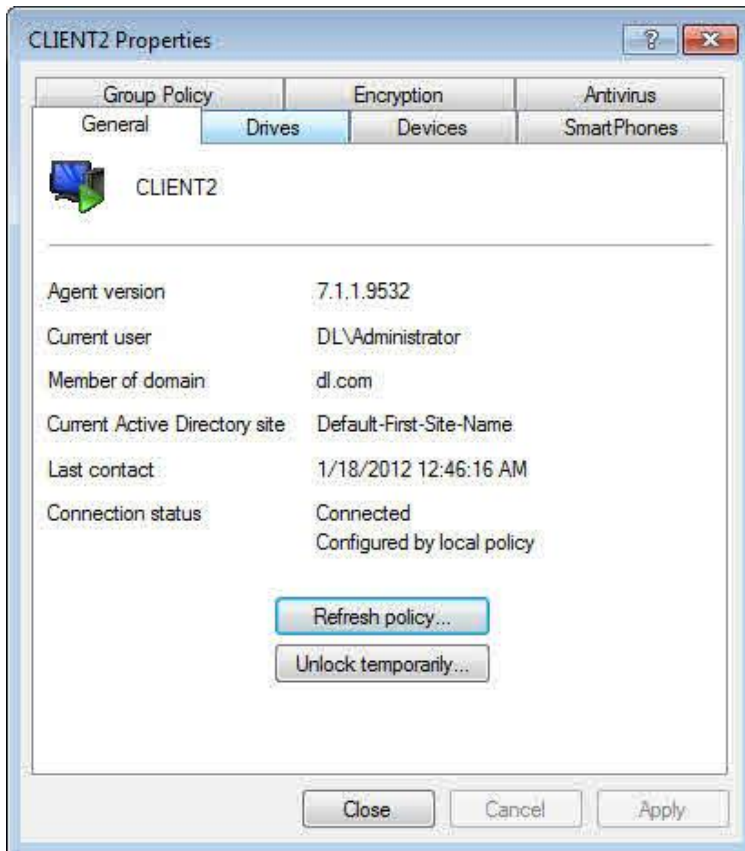 CLIENT2 Properties
?
Group Policy Encryption Antivirus
General Drives Devices SmartPhones
CLIENT2
Agent version 7.1.1.9532
Current user DL\Administrator
Member of domain dl.com
Current Active Directory site Default-First-Site-Name
Last contact 1/18/2012 12:46:16 AM
Connection status Connected
Configured by local policy
Refresh policy...
Unlock temporarily...
Close Cancel Apply